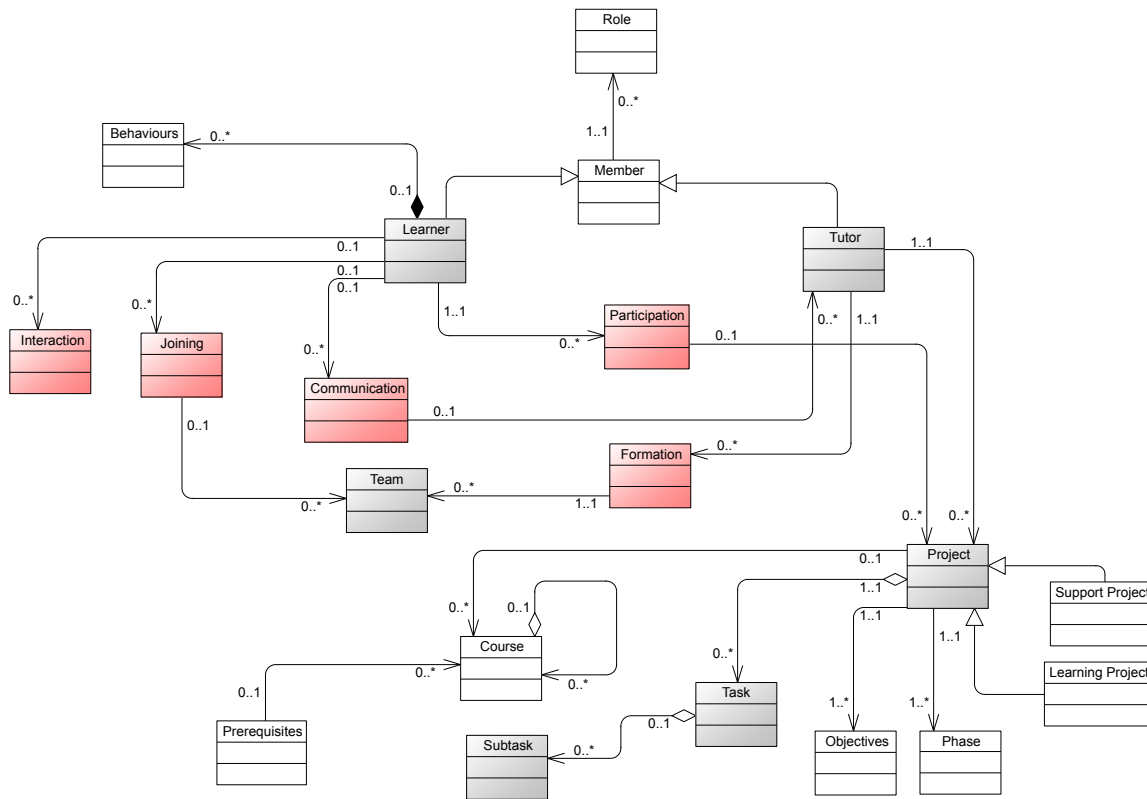 Role
0..*
1..1
Behaviours
0..*
Member
0..1
Learner
Tutor
0..1
1..1
0..1
0..1
0..*
0..*
1..1
0..*
1..1
Participation
Interaction
Joining
0..*
0..*
0..1
Communication
0..1
0..1
Formation
0..*
Team
0..*
0..*
1..1
0..*
0..*
Project
0..1
1..1
Support Project
0..1
0..*
1..1
1..1
Course
0..*
0..*
Learning Project
0..*
Task
0..1
1..*
1..*
0..1
Prerequisites
Subtask
0..*
Objectives
Phase